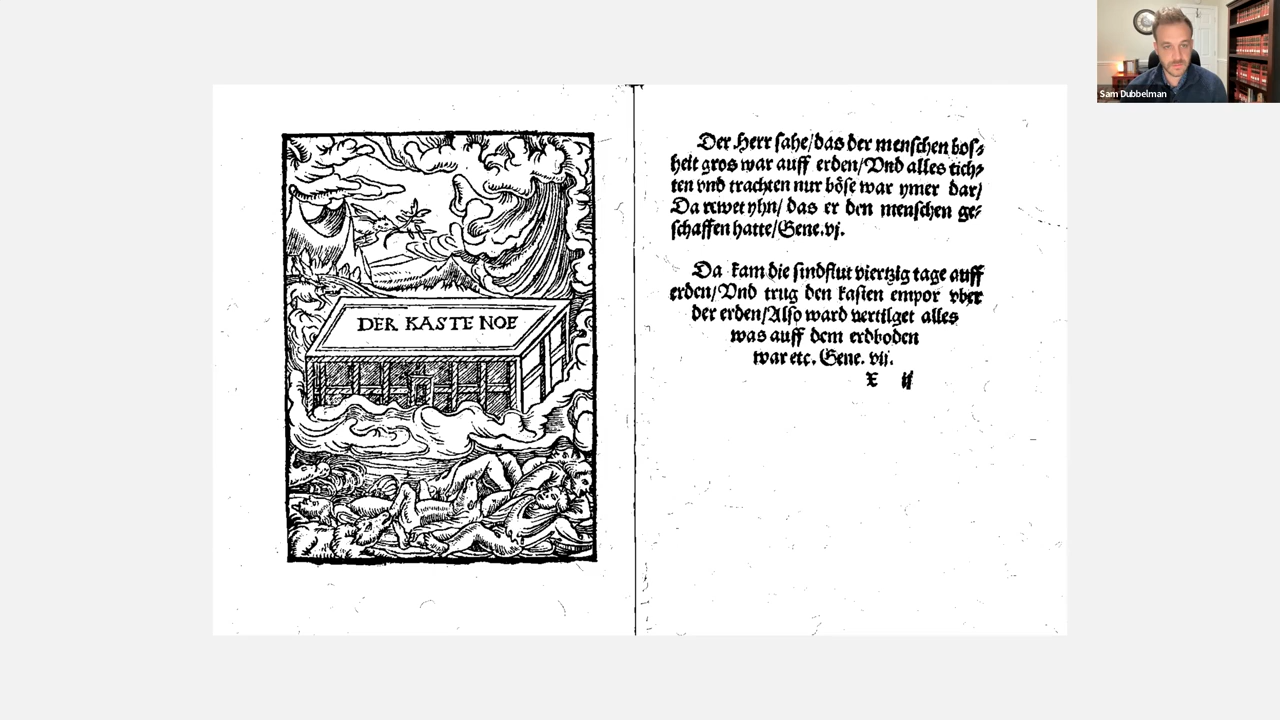 Sam Dubbelman
DER KASTE NOE
Der Herr sahe/das der menschen bos⸗
heit gros war auff erden/Vnd alles tich⸗
ten vnd trachten nur böse war ymer dar/
Da rewet yhn/ das er den menschen ge⸗
schaffen hatte/Gene.vj.
Da kam die sindflut viertzig tage auff
erden/Vnd trug den kasten empor vber
der erden/Also ward vertilget alles
was auff dem erdboden
war etc. Gene. vij.
x ij